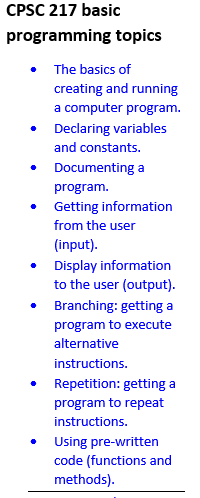 CPSC 217 basic
programming topics
• The basics of
creating and running
a computer program.
• Declaring variables
and constants.
• Documenting a
program.
• Getting information
from the user
(input).
• Display information
to the user (output).
• Branching: getting a
program to execute
alternative
instructions.
• Repetition: getting a
program to repeat
instructions.
• Using pre-written
code (functions and
methods).